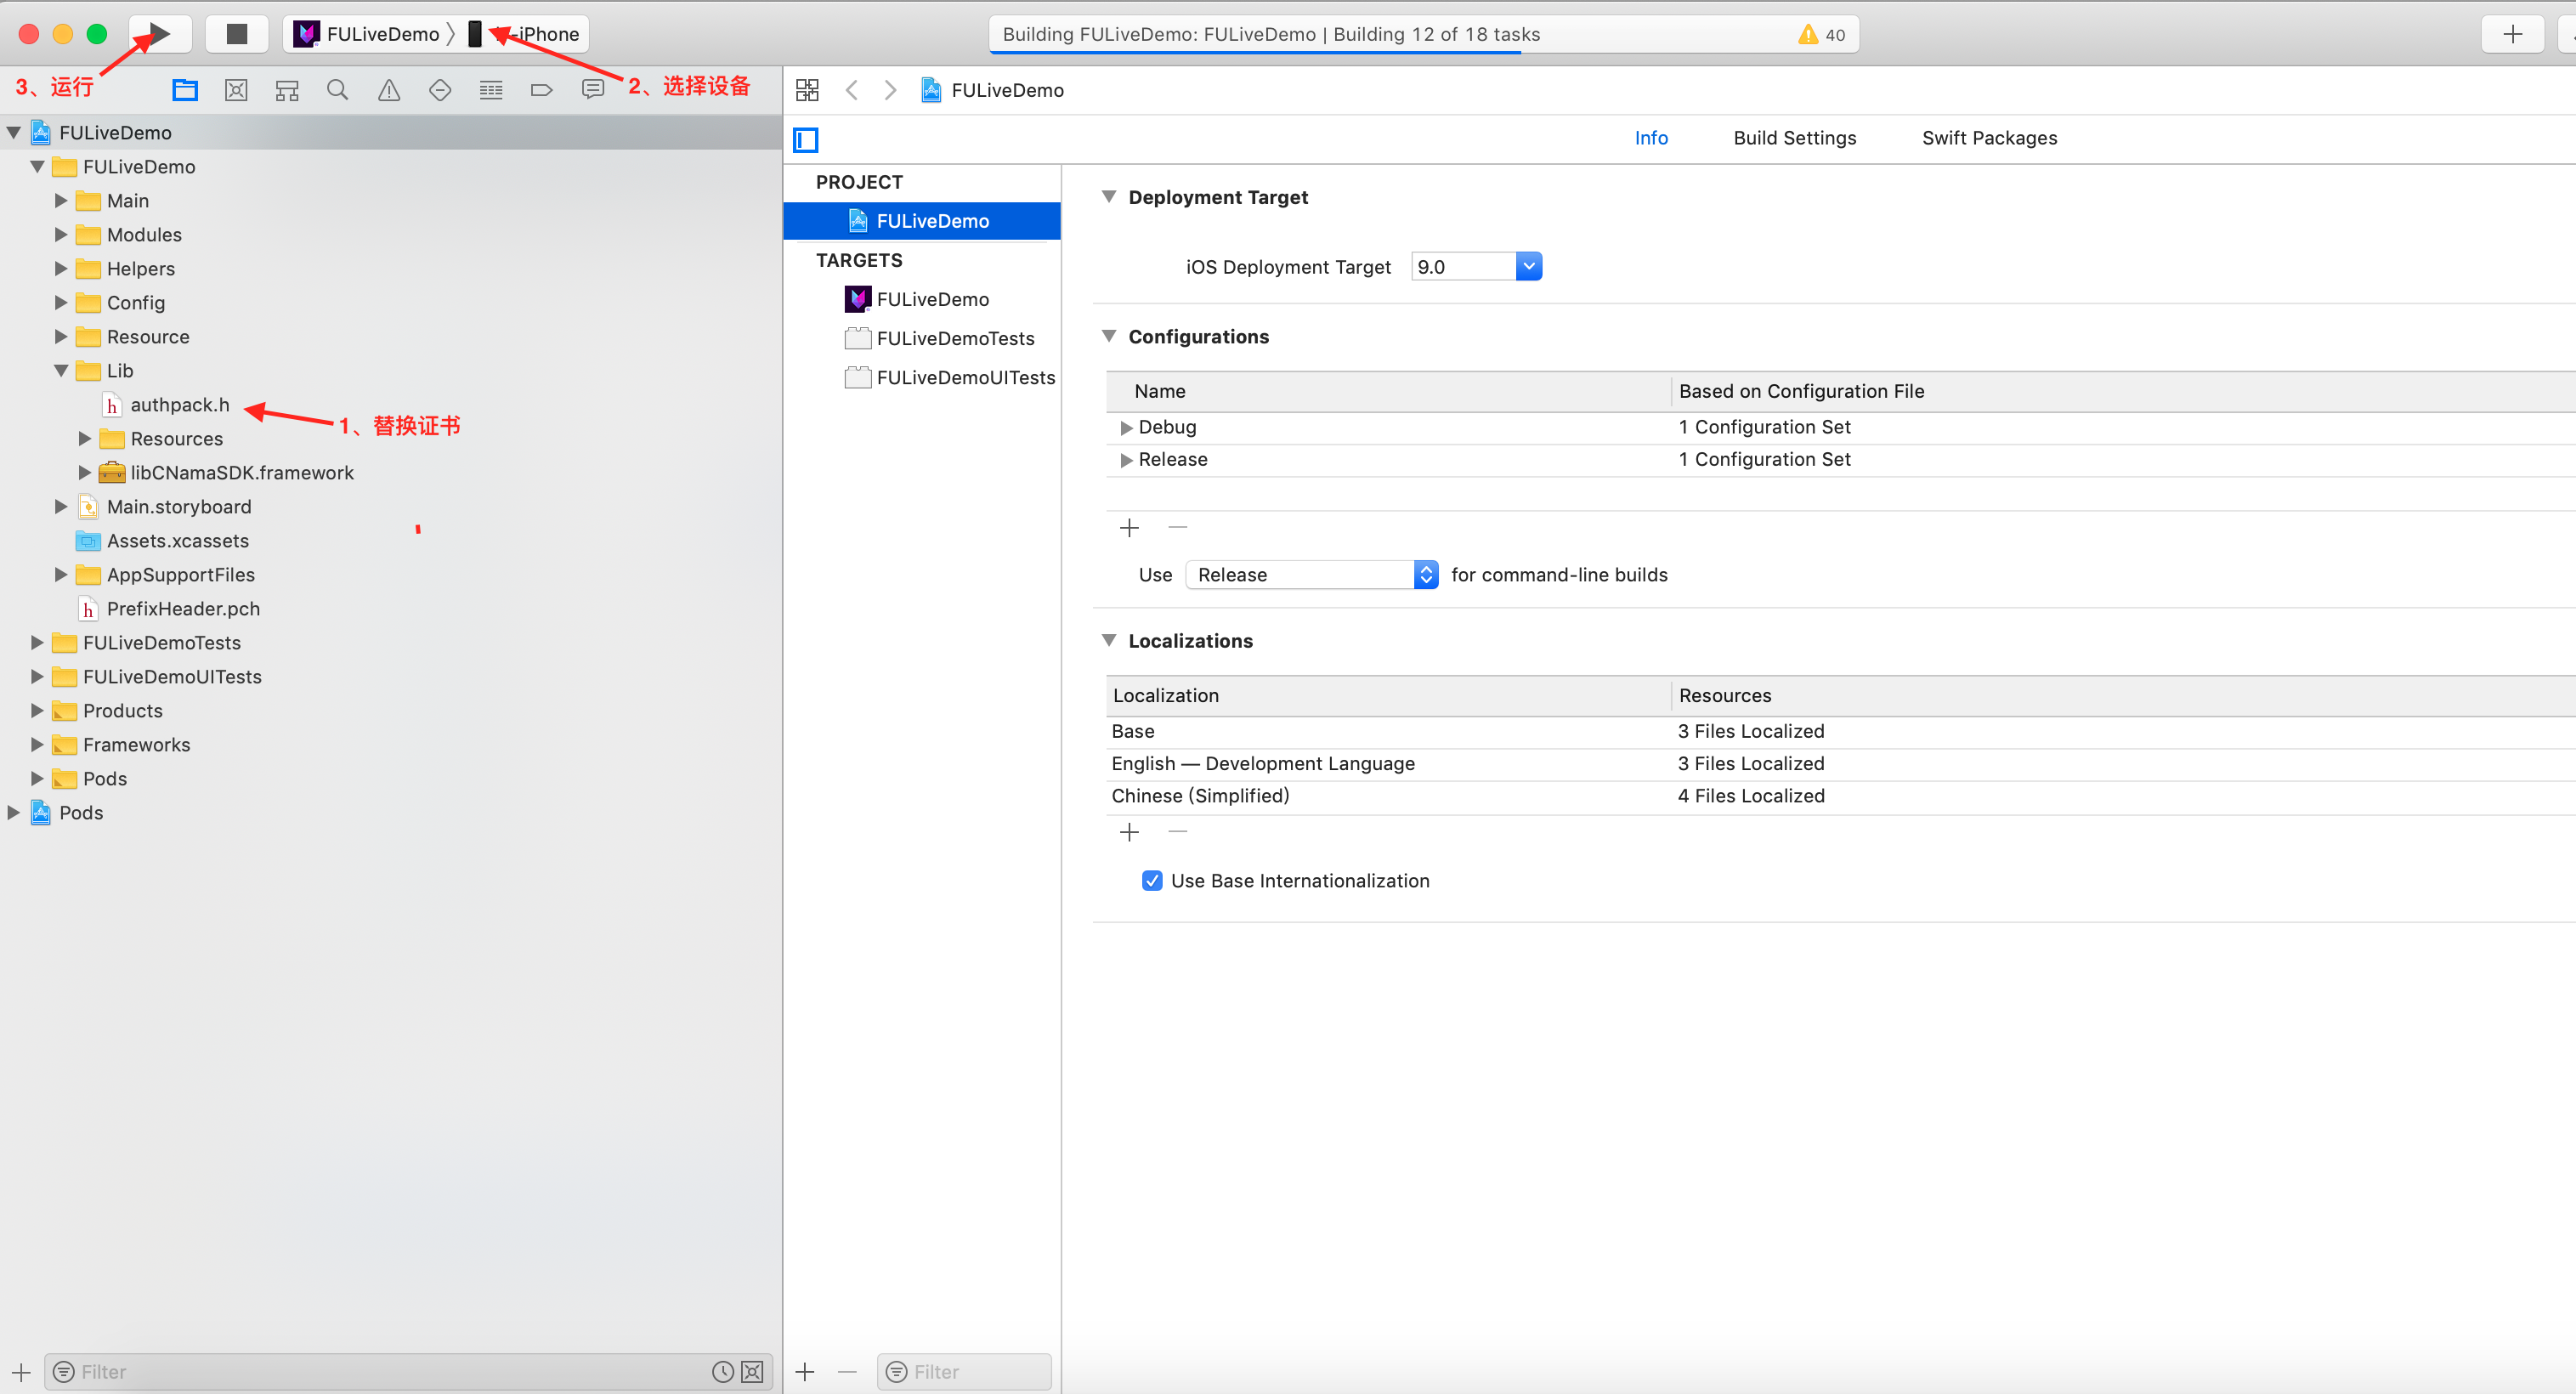 FULiveDemo
iPhone
Building FULiveDemo: FULiveDemo | Building 12 of 18 tasks
40
3、运行
2、选择设备
FULiveDemo
FULiveDemo
Main
Modules
Helpers
Config
Resource
Lib
authpack.h
1、替换证书
Resources
libCNamaSDK.framework
Main.storyboard
Assets.xcassets
AppSupportFiles
PrefixHeader.pch
FULiveDemoTests
FULiveDemoUITests
Products
Frameworks
Pods
Pods
Filter
FULiveDemo
Info Build Settings Swift Packages
PROJECT
FULiveDemo
TARGETS
FULiveDemo
FULiveDemoTests
FULiveDemoUITests
Filter
Deployment Target
iOS Deployment Target 9.0
Configurations
Name Based on Configuration File
Debug 1 Configuration Set
Release 1 Configuration Set
Use Release for command-line builds
Localizations
Localization Resources
Base 3 Files Localized
English — Development Language 3 Files Localized
Chinese (Simplified) 4 Files Localized
Use Base Internationalization